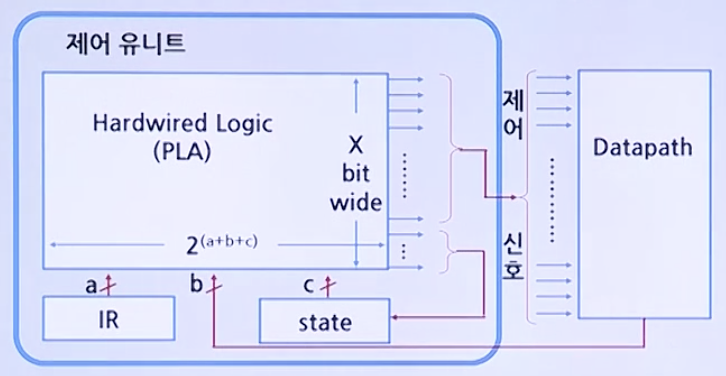 제어 유니트
Hardwired Logic
(PLA)
X
bit
wide
2^(a+b+c)
a
b
c
IR
state
제어
신호
Datapath